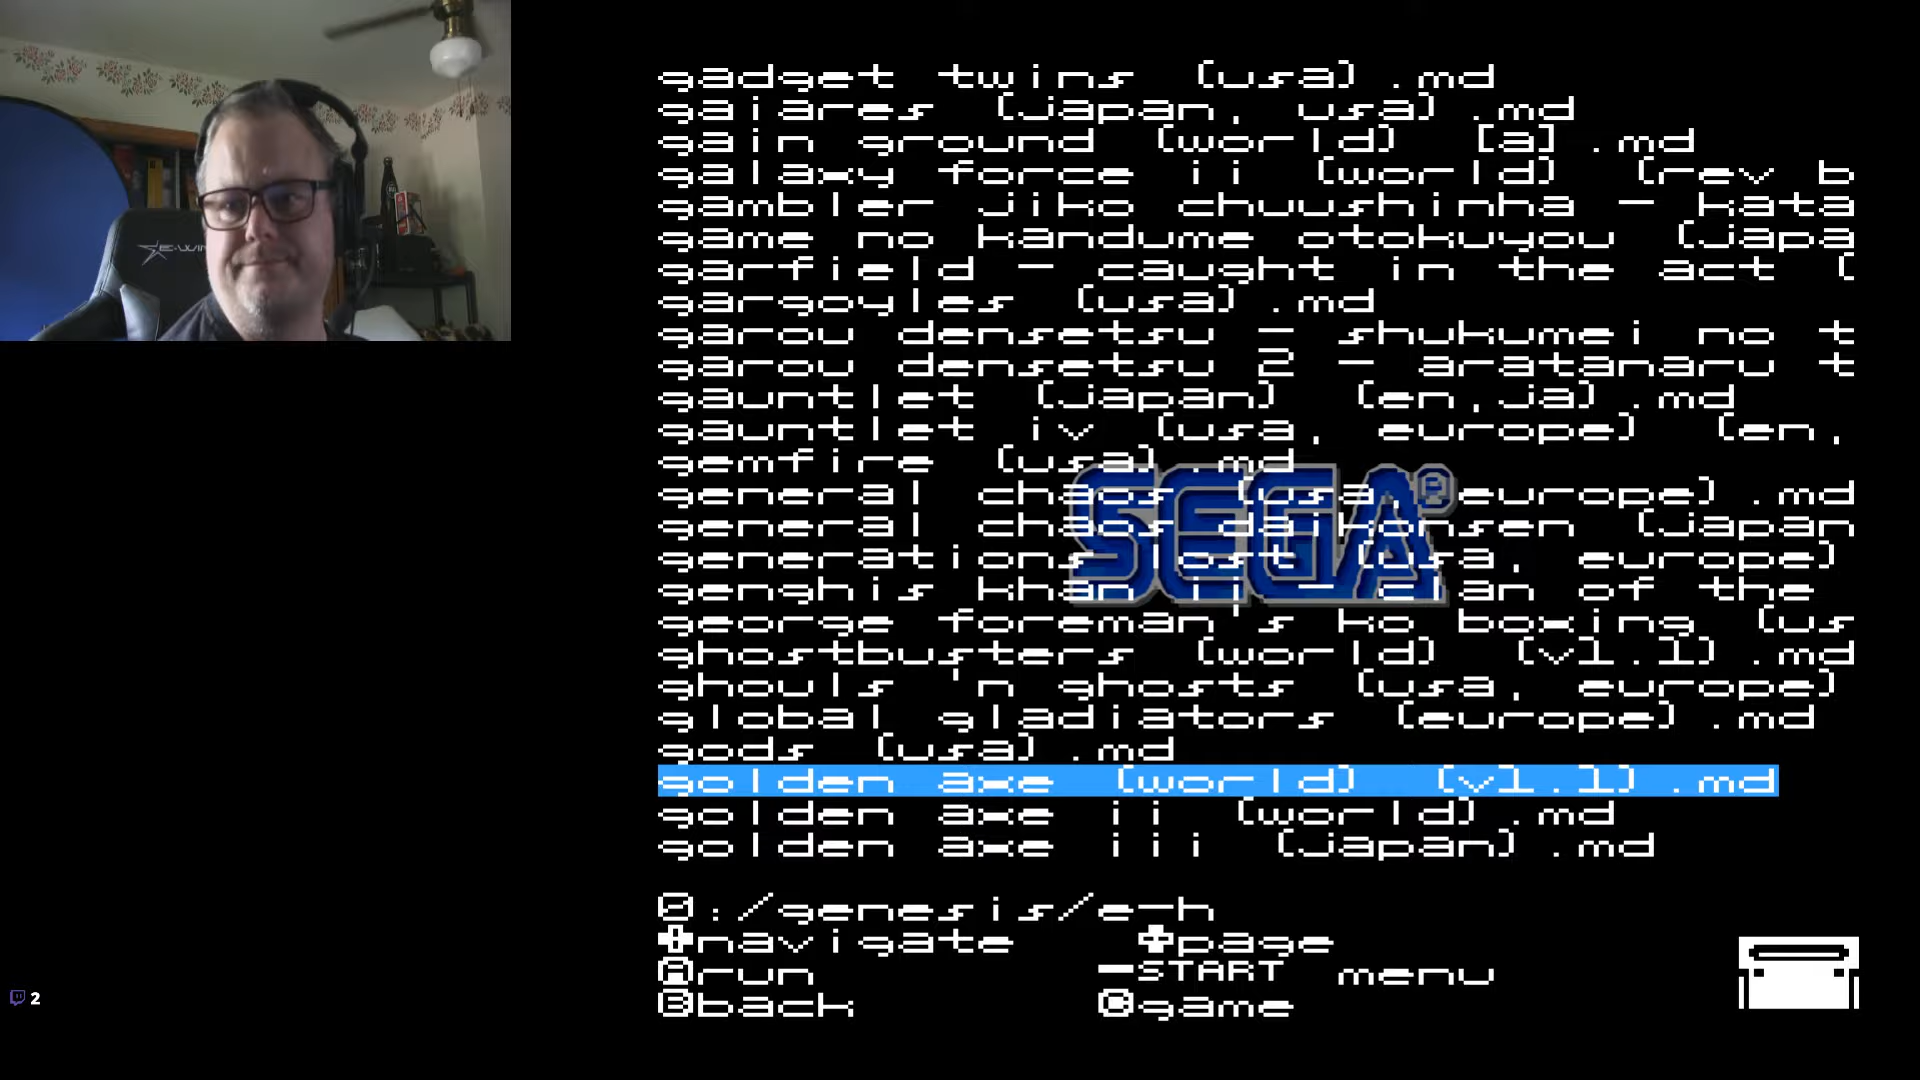 gadget twins (usa).md
gaiares (japan, usa).md
gain ground (world) [a].md
galaxy force ii (world) (rev b
gambler jiko chuushinha - kata
game no kandume otokuyou (japa
garfield - caught in the act (
gargoyles (usa).md
garou densetsu - shukumei no t
garou densetsu 2 - aratanaru t
gauntlet (japan) (en,ja).md
gauntlet iv (usa, europe) (en,
gemfire (usa).md
general chaos (usa, europe).md
general chaos daikonsen (japan
generations lost (usa, europe)
genghis khan ii - clan of the
george foreman's ko boxing (us
ghostbusters (world) (v1.1).md
ghouls 'n ghosts (usa, europe)
global gladiators (europe).md
gods (usa).md
golden axe (world) (v1.1).md
golden axe ii (world).md
golden axe iii (japan).md
SEGA®
0:/genesis/e-h
navigate page
A run START menu
B back C game
E-WIN
2